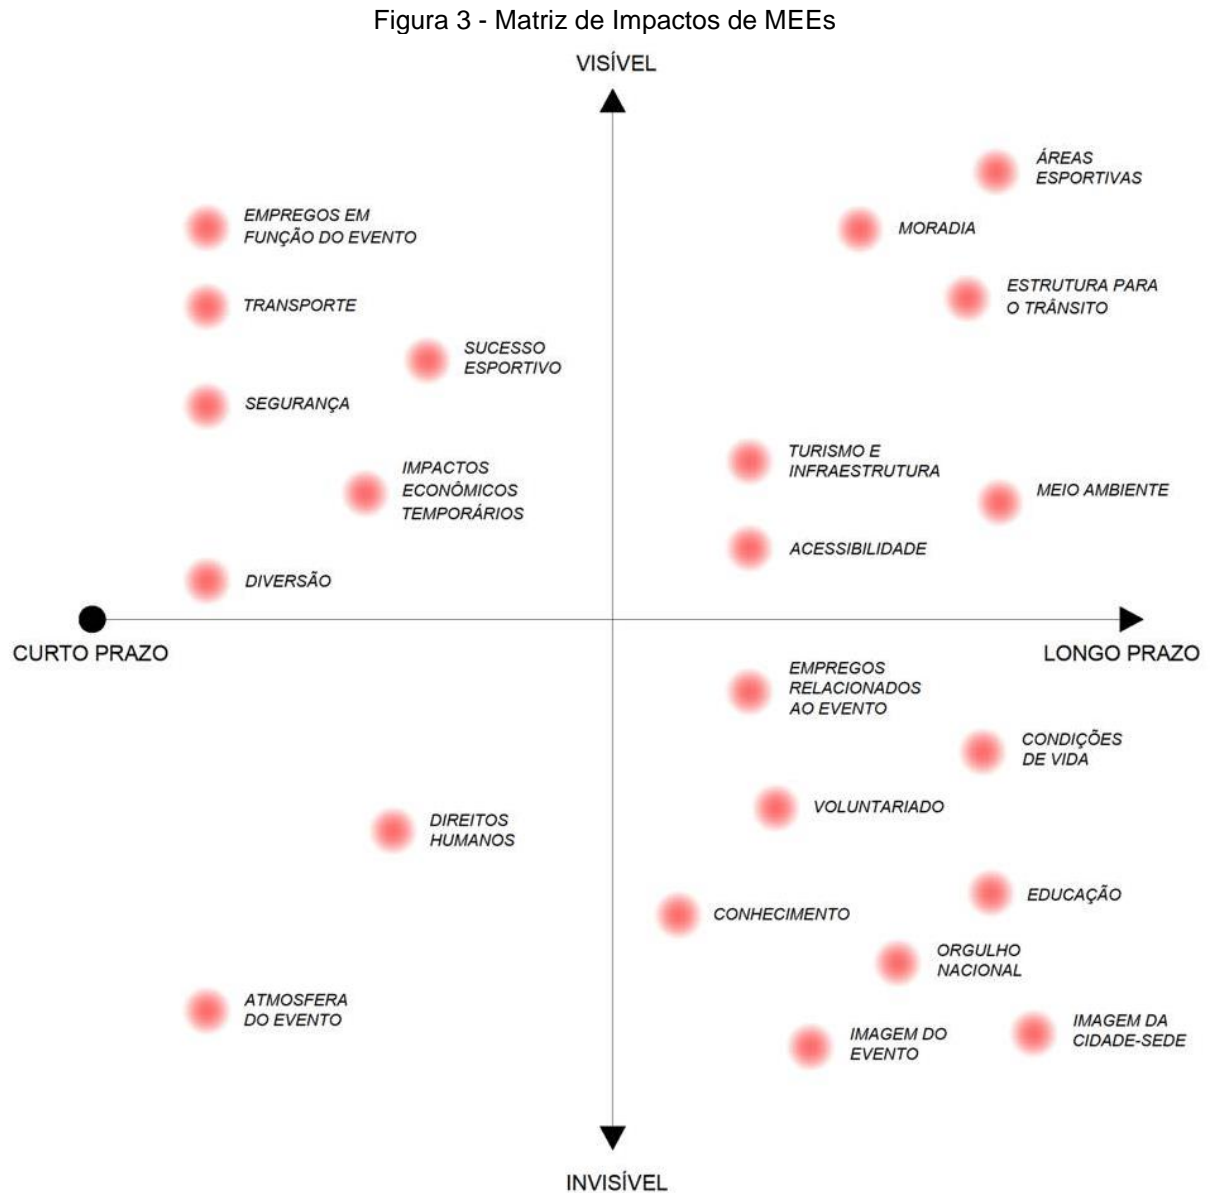 Figura 3 - Matriz de Impactos de MEEs
VISÍVEL
ÁREAS
ESPORTIVAS
EMPREGOS EM
FUNÇÃO DO EVENTO
MORADIA
TRANSPORTE
ESTRUTURA PARA
O TRÂNSITO
SUCESSO
ESPORTIVO
SEGURANÇA
IMPACTOS
ECONÔMICOS
TEMPORÁRIOS
TURISMO E
INFRAESTRUTURA
MEIO AMBIENTE
ACESSIBILIDADE
DIVERSÃO
CURTO PRAZO
LONGO PRAZO
EMPREGOS
RELACIONADOS
AO EVENTO
CONDIÇÕES
DE VIDA
VOLUNTARIADO
DIREITOS
HUMANOS
EDUCAÇÃO
CONHECIMENTO
ORGULHO
NACIONAL
ATMOSFERA
DO EVENTO
IMAGEM DO
EVENTO
IMAGEM DA
CIDADE-SEDE
INVISÍVEL